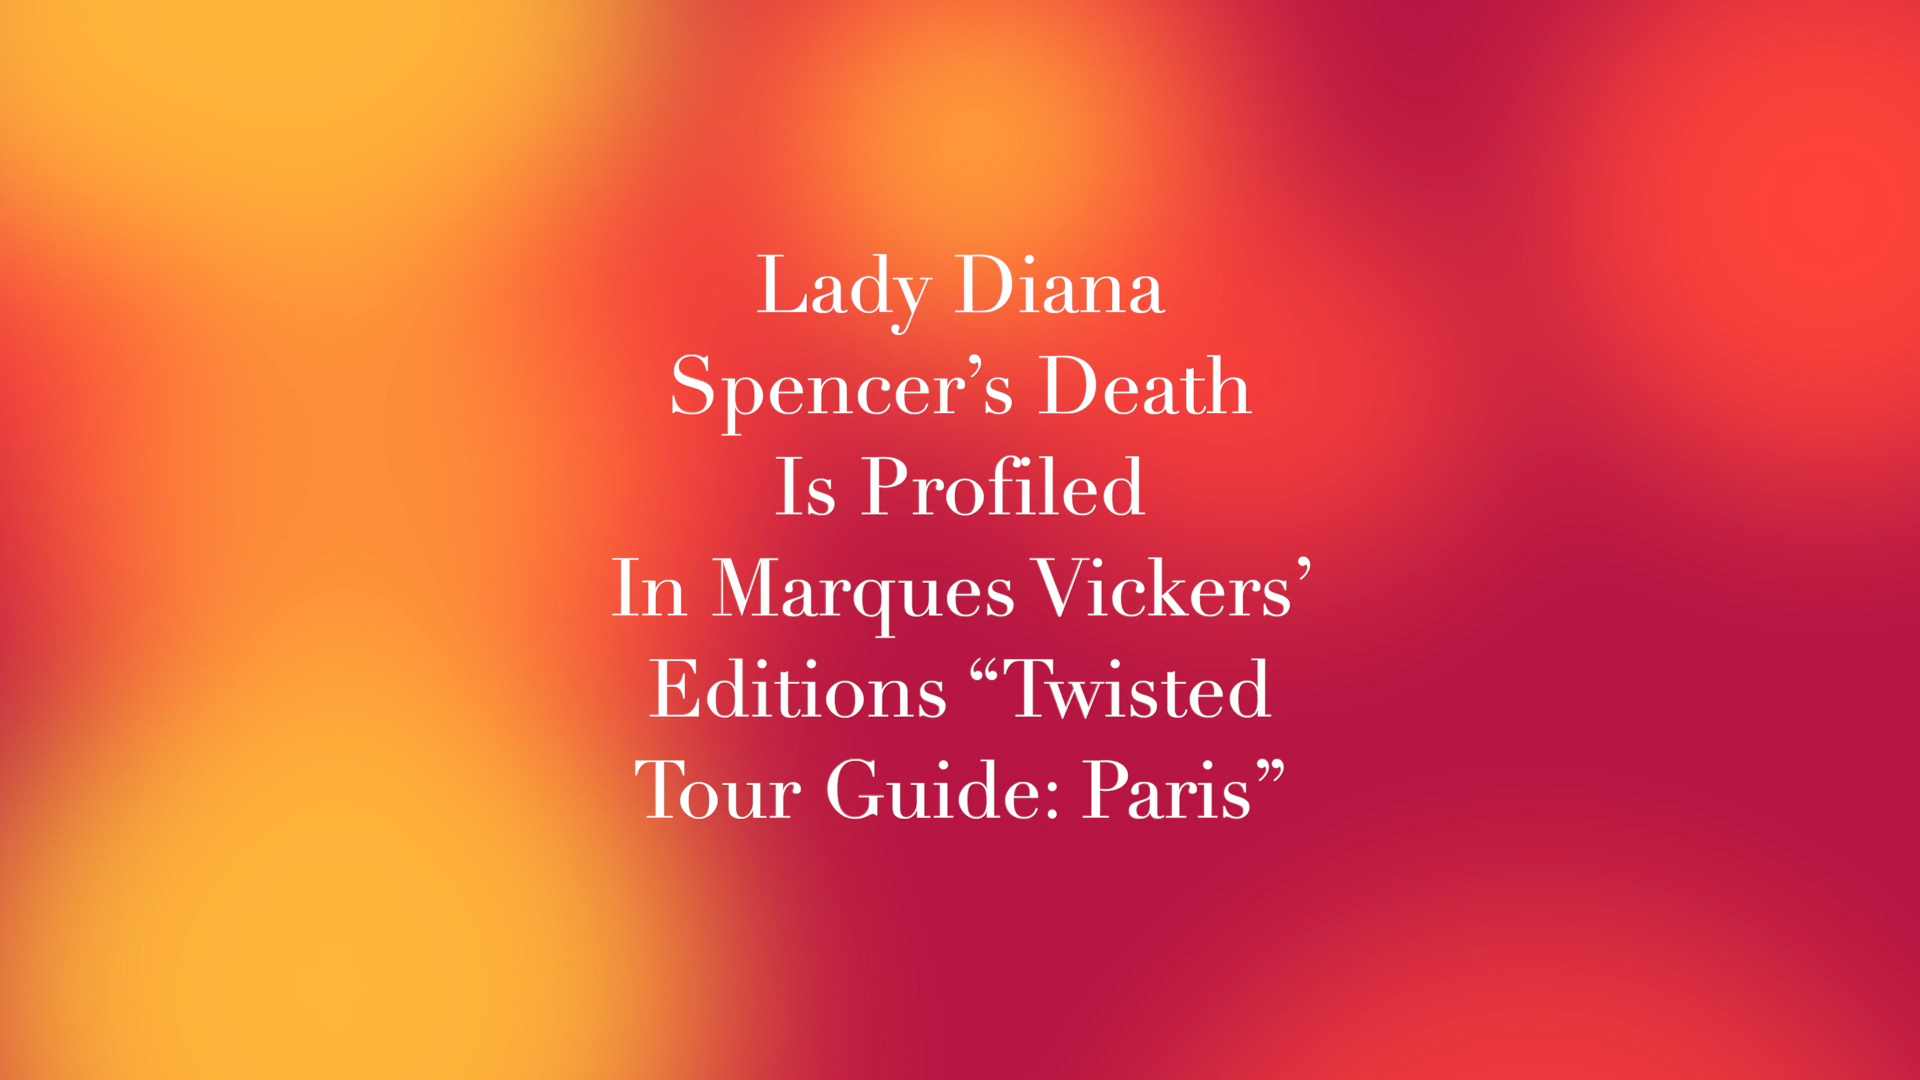 Lady Diana
Spencer’s Death
Is Profiled
In Marques Vickers’
Editions “Twisted
Tour Guide: Paris”